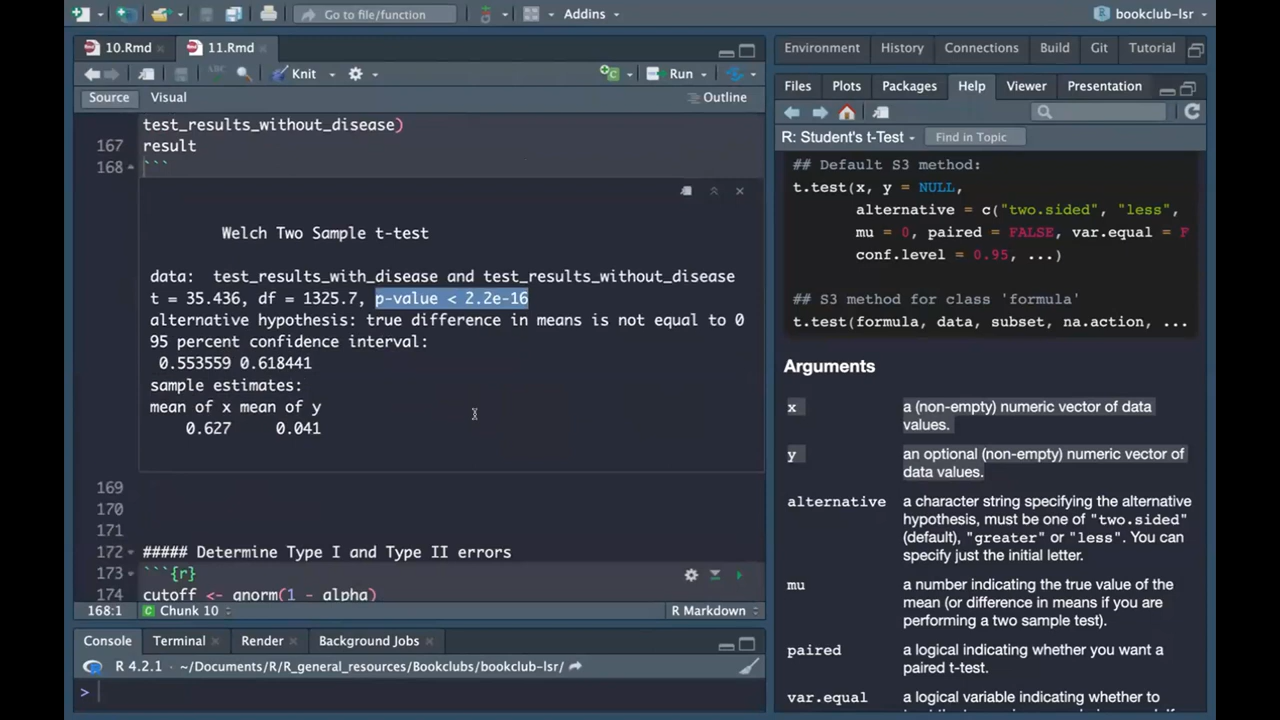 Go to file/function
Addins
bookclub-lsr
10.Rmd
11.Rmd
ABC
Knit
Run
Source
Visual
Outline
test_results_without_disease)
167
result
168
```
Welch Two Sample t-test
data:  test_results_with_disease and test_results_without_disease
t = 35.436, df = 1325.7, p-value < 2.2e-16
alternative hypothesis: true difference in means is not equal to 0
95 percent confidence interval:
0.553559 0.618441
sample estimates:
mean of x mean of y
0.627     0.041
169
170
171
172
##### Determine Type I and Type II errors
173
```{r}
174
cutoff <- qnorm(1 - alpha)
168:1
Chunk 10
R Markdown
Console
Terminal
Render
Background Jobs
R 4.2.1 · ~/Documents/R/R_general_resources/Bookclubs/bookclub-lsr/
>
Environment
History
Connections
Build
Git
Tutorial
Files
Plots
Packages
Help
Viewer
Presentation
R: Student's t-Test
Find in Topic
## Default S3 method:
t.test(x, y = NULL,
alternative = c("two.sided", "less",
mu = 0, paired = FALSE, var.equal = F
conf.level = 0.95, ...)
## S3 method for class 'formula'
t.test(formula, data, subset, na.action, ...
Arguments
x
a (non-empty) numeric vector of data
values.
y
an optional (non-empty) numeric vector of
data values.
alternative
a character string specifying the alternative
hypothesis, must be one of "two.sided"
(default), "greater" or "less". You can
specify just the initial letter.
mu
a number indicating the true value of the
mean (or difference in means if you are
performing a two sample test).
paired
a logical indicating whether you want a
paired t-test.
var.equal
a logical variable indicating whether to